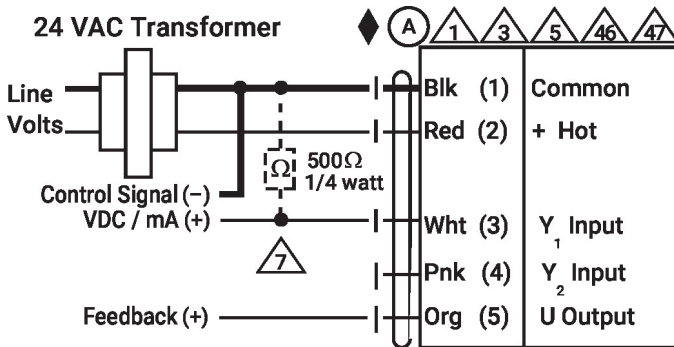 24 VAC Transformer
A 1 3 5 46 47
Line
Volts
Blk (1) Common
Red (2) + Hot
Ω 500Ω
1/4 watt
Control Signal (−)
VDC / mA (+)
7
Wht (3) Y1 Input
Pnk (4) Y2 Input
Feedback (+)
Org (5) U Output